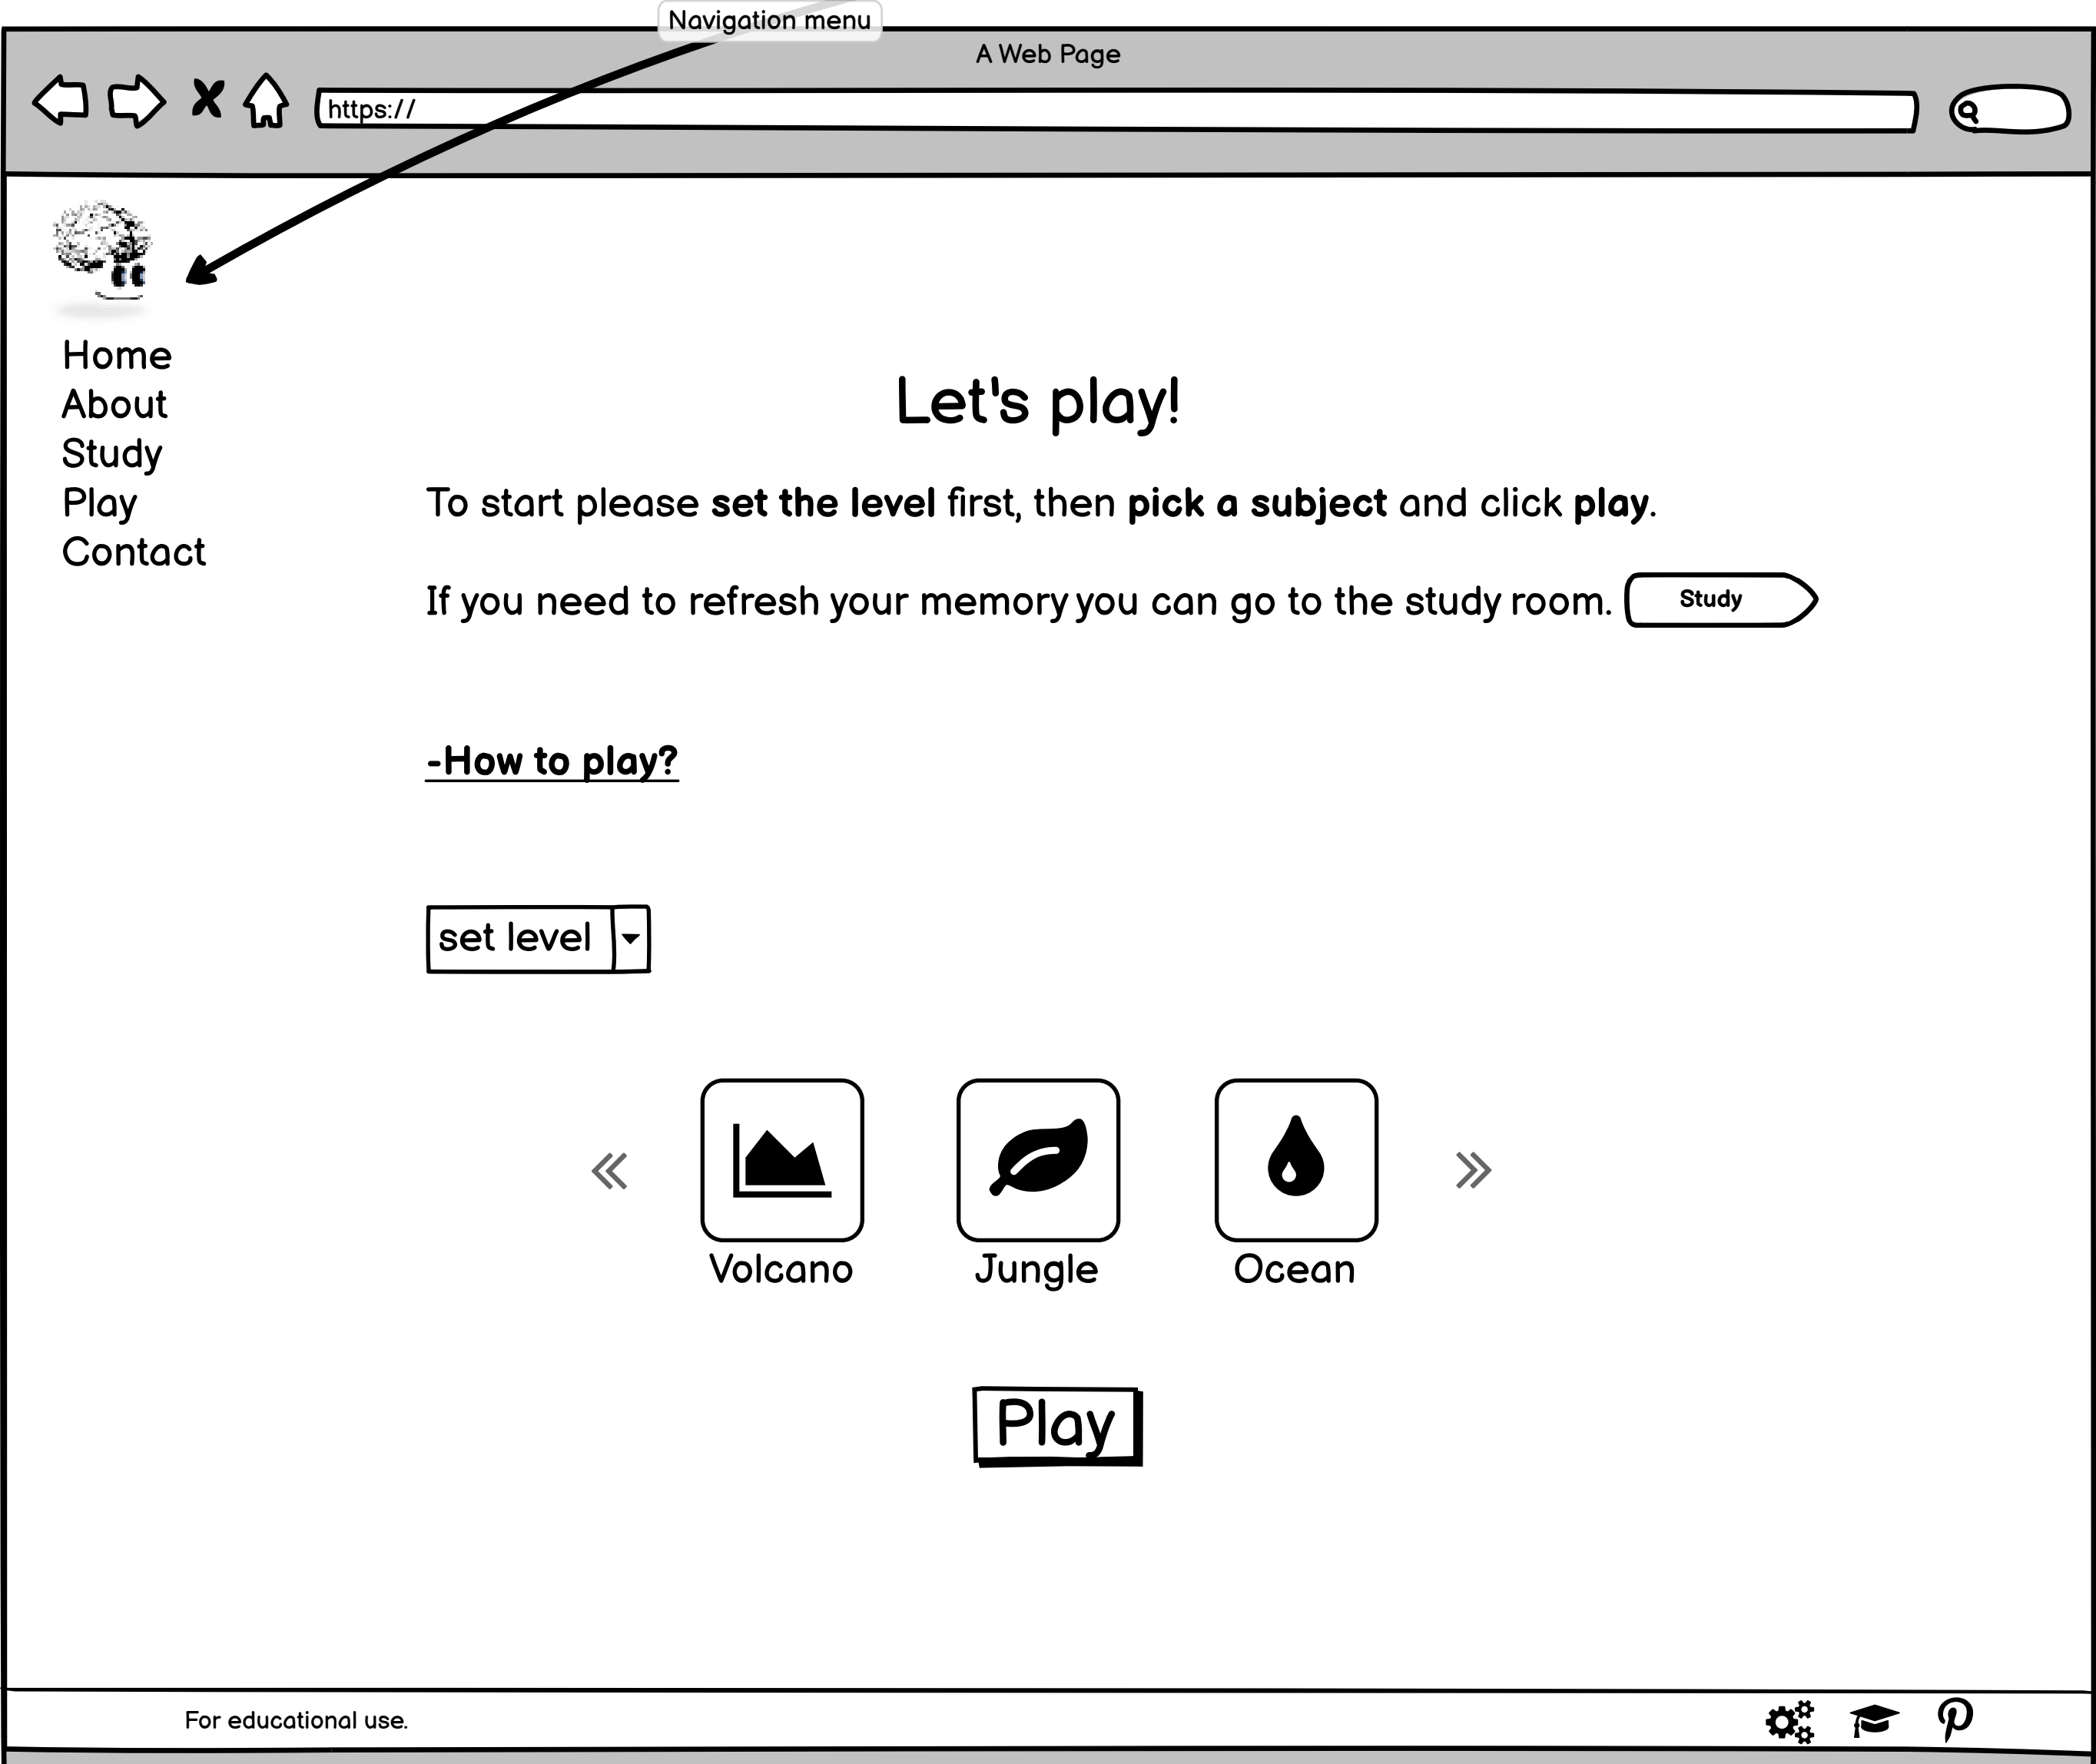 Navigation menu
A Web Page
https://
Home
About
Study
Play
Contact
Let's play!
To start please set the level first, then pick a subject and click play.
If you need to refresh your memory you can go to the study room.
Study
-How to play?
set level
Volcano
Jungle
Ocean
Play
For educational use.